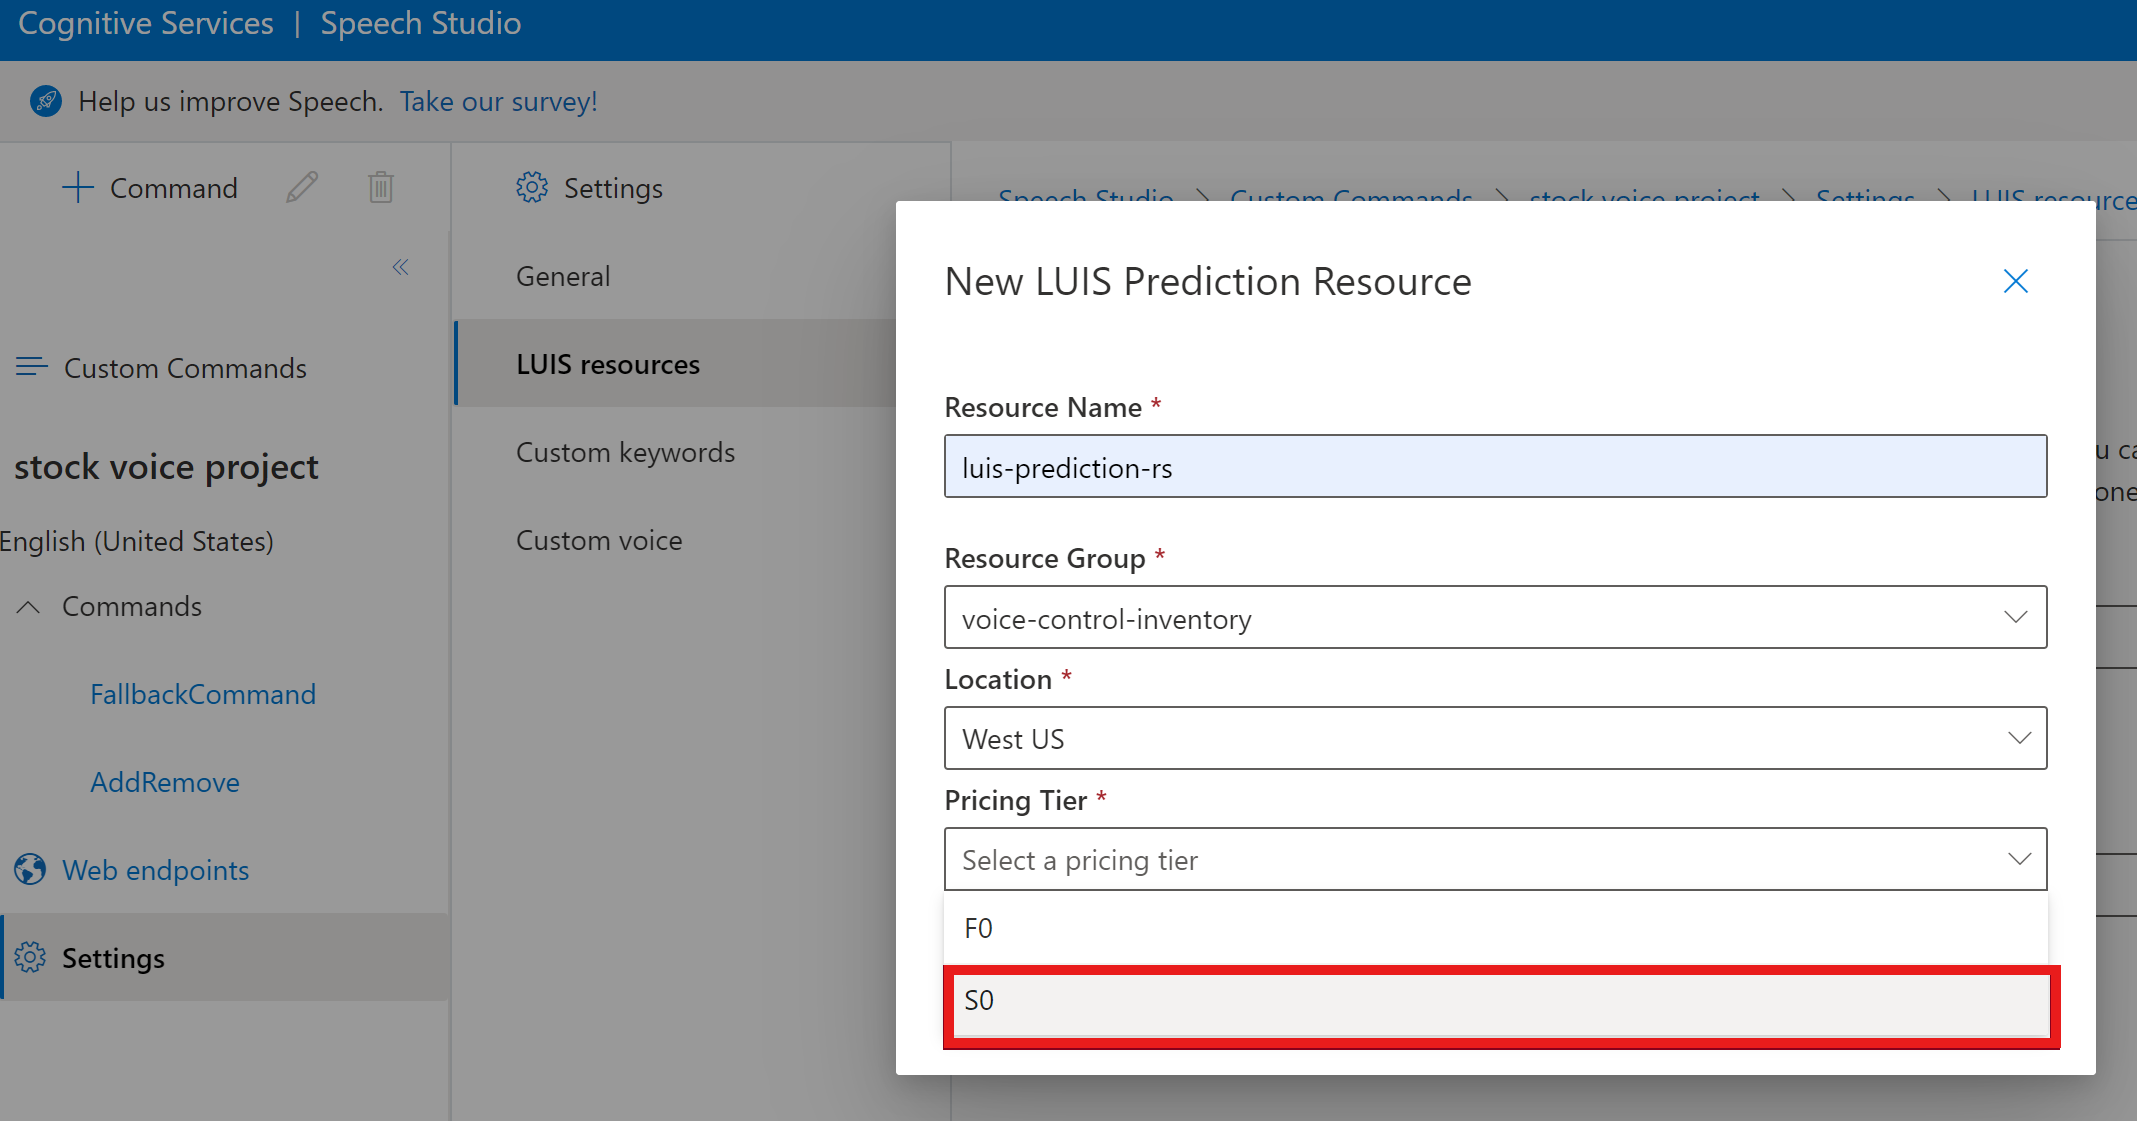 Cognitive Services | Speech Studio
Help us improve Speech. Take our survey!
Command
Custom Commands
stock voice project
English (United States)
Commands
FallbackCommand
AddRemove
Web endpoints
Settings
Settings
General
LUIS resources
Custom keywords
Custom voice
Speech Studio > Custom Commands > stock voice project > Settings > LUIS resource
New LUIS Prediction Resource
Resource Name *
luis-prediction-rs
Resource Group *
voice-control-inventory
Location *
West US
Pricing Tier *
Select a pricing tier
F0
S0